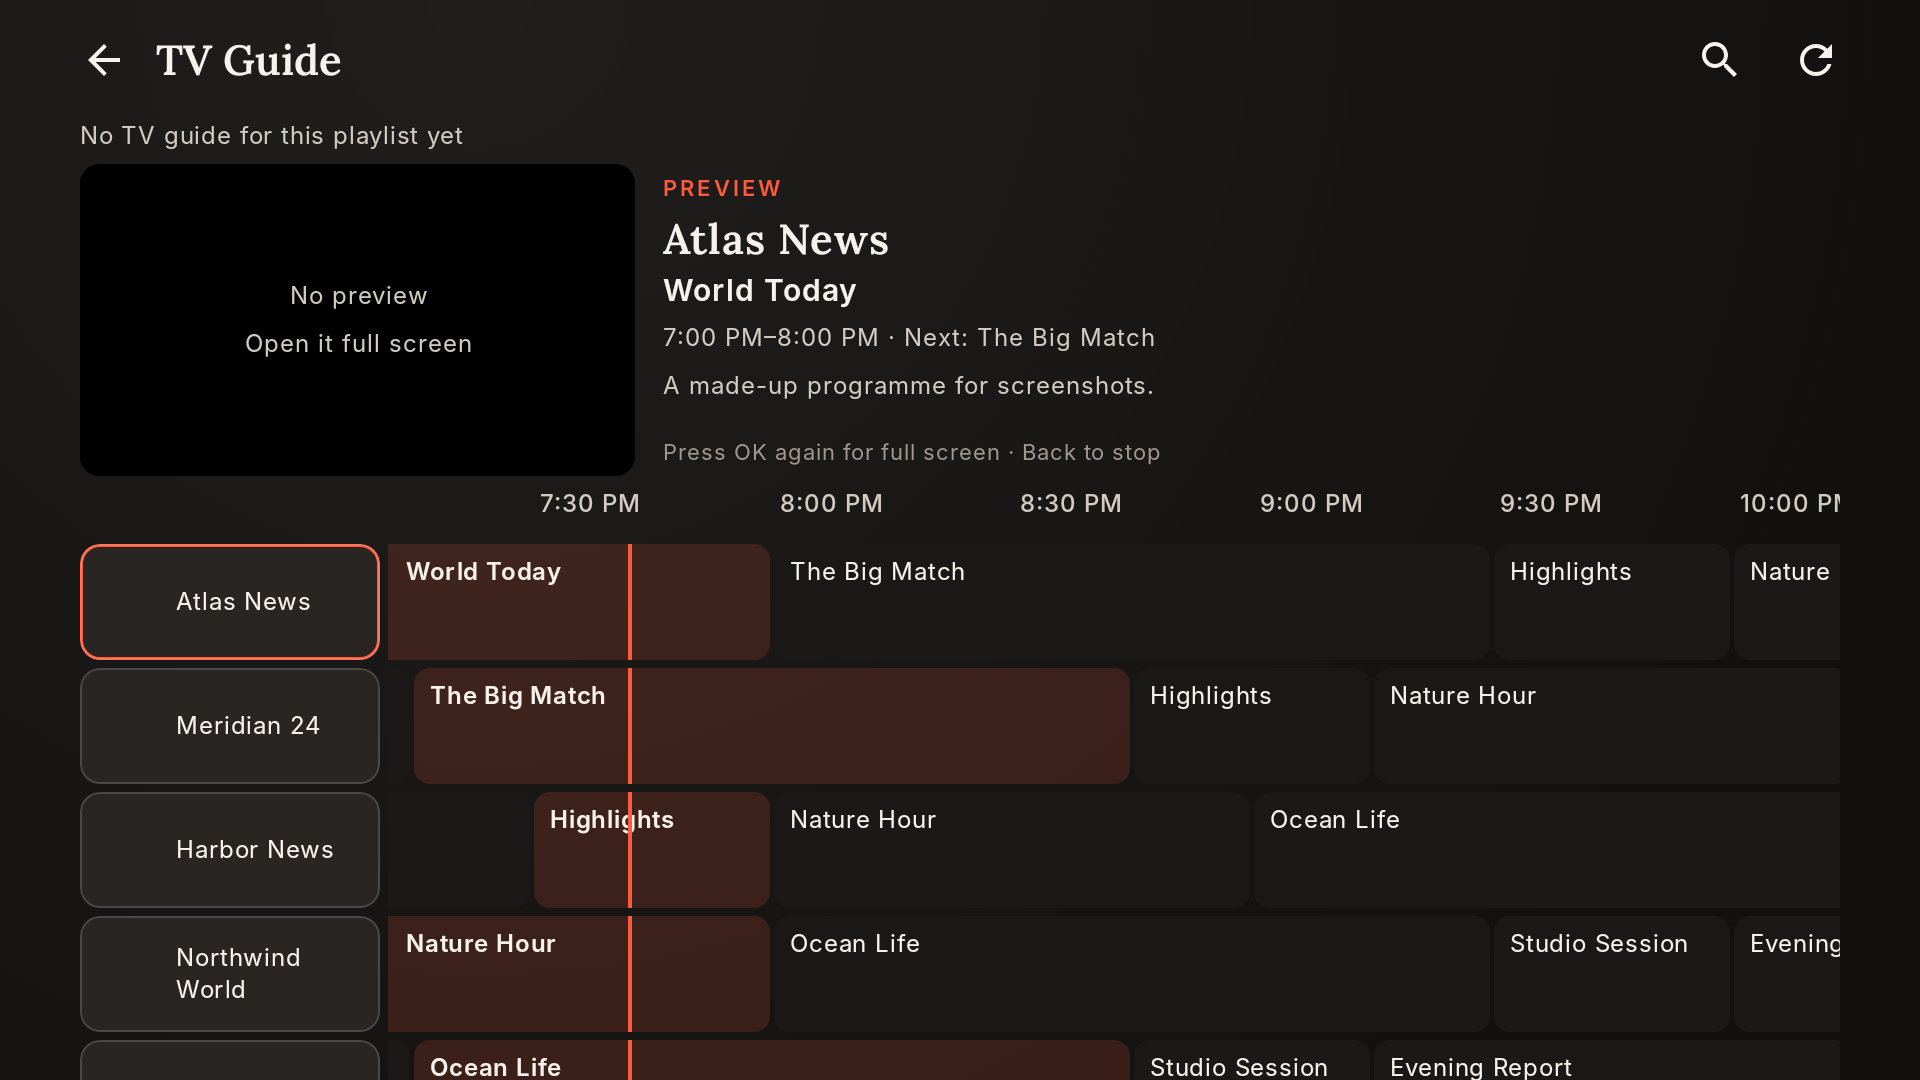 TV Guide
No TV guide for this playlist yet
No preview
Open it full screen
PREVIEW
Atlas News
World Today
7:00 PM–8:00 PM · Next: The Big Match
A made-up programme for screenshots.
Press OK again for full screen · Back to stop
7:30 PM 8:00 PM 8:30 PM 9:00 PM 9:30 PM 10:00 PM
Atlas News World Today The Big Match Highlights Nature
Meridian 24 The Big Match Highlights Nature Hour
Harbor News Highlights Nature Hour Ocean Life
Northwind World Nature Hour Ocean Life Studio Session Evening
Ocean Life Studio Session Evening Report